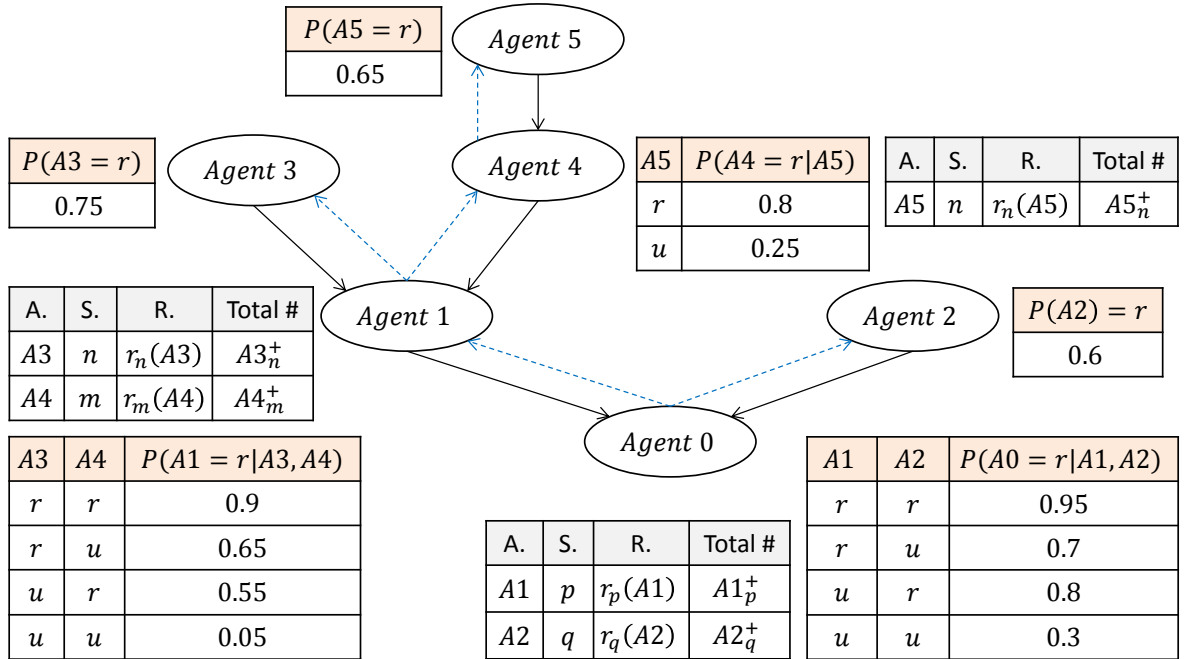 P(A5 = r)
0.65
Agent 5
P(A3 = r)
0.75
Agent 3
Agent 4
A5 P(A4 = r|A5)
r 0.8
u 0.25
A. S. R. Total #
A5 n r_n(A5) A5_n^+
A. S. R. Total #
A3 n r_n(A3) A3_n^+
A4 m r_m(A4) A4_m^+
Agent 1
Agent 2
P(A2) = r
0.6
Agent 0
A3 A4 P(A1 = r|A3, A4)
r r 0.9
r u 0.65
u r 0.55
u u 0.05
A. S. R. Total #
A1 p r_p(A1) A1_p^+
A2 q r_q(A2) A2_q^+
A1 A2 P(A0 = r|A1, A2)
r r 0.95
r u 0.7
u r 0.8
u u 0.3